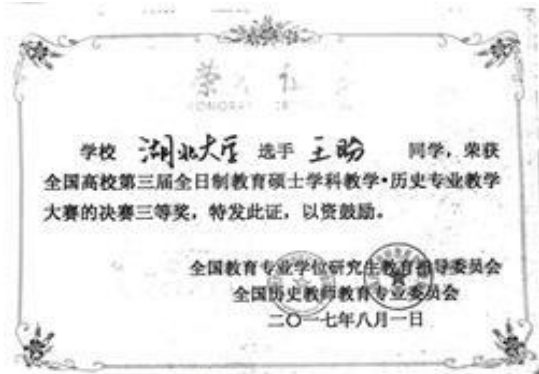 荣誉证书
学校 湖北大学 选手 王盼 同学，荣获
全国高校第三届全日制教育硕士学科教学·历史专业教学
大赛的决赛三等奖，特发此证，以资鼓励。
全国教育专业学位研究生教育指导委员会
全国历史教师教育专业委员会
二〇一七年八月一日